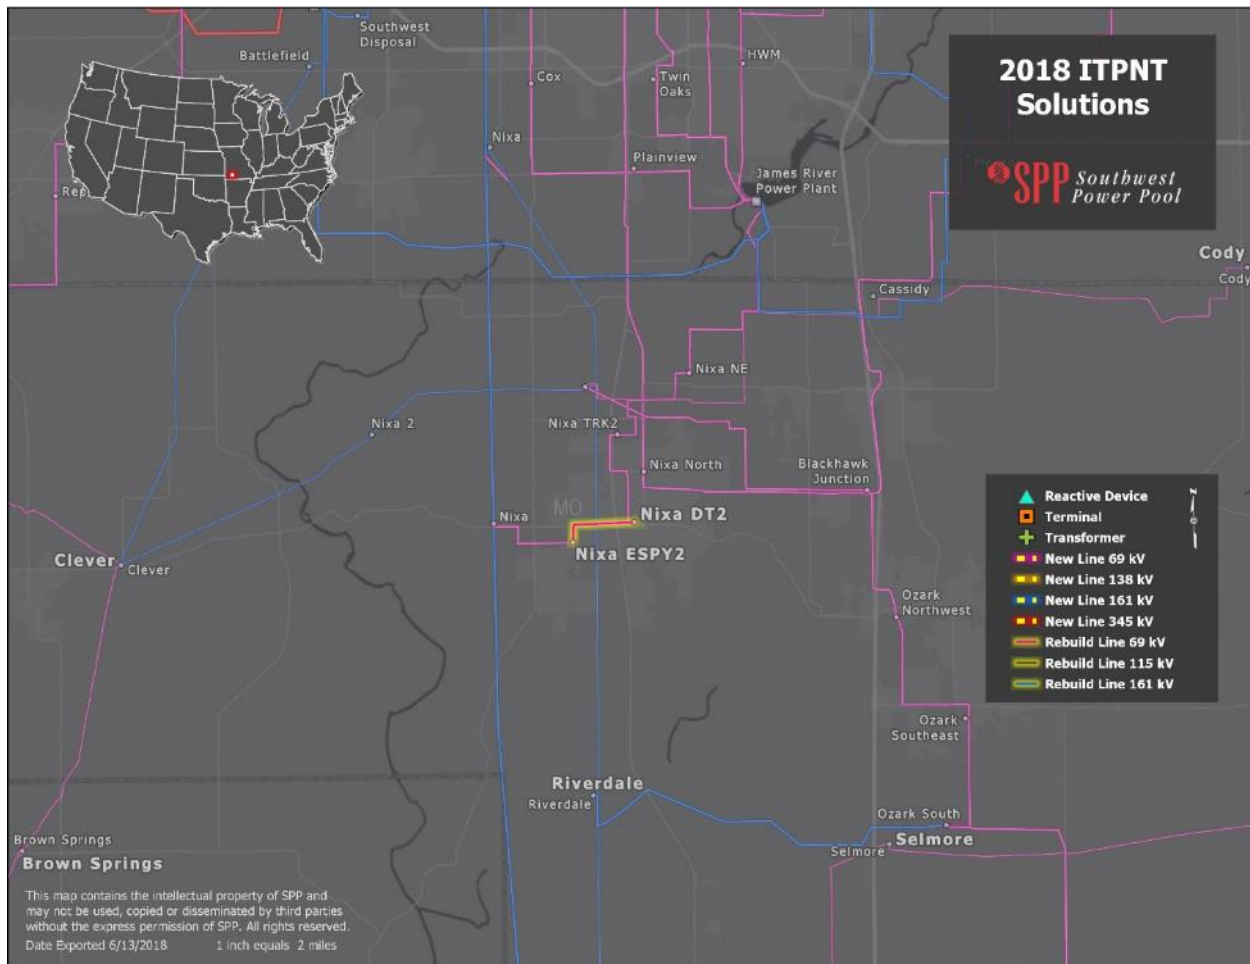 Southwest
Disposal
Battlefield
Cox
Twin
Oaks
HWM
2018 ITPNT
Solutions
Nixa
Plainview
James River
Power Plant
SPP Southwest
Power Pool
Rep
Cody
Cody
Cassidy
Nixa NE
Nixa 2
Nixa TRK2
Nixa North
Blackhawk
Junction
MO
Nixa
Nixa DT2
Nixa ESPY2
Clever
Clever
N
Reactive Device
Terminal
Transformer
New Line 69 kV
New Line 138 kV
New Line 161 kV
New Line 345 kV
Rebuild Line 69 kV
Rebuild Line 115 kV
Rebuild Line 161 kV
Ozark
Northwest
Ozark
Southeast
Riverdale
Riverdale
Ozark South
Selmore
Selmore
Brown Springs
Brown Springs
This map contains the intellectual property of SPP and
may not be used, copied or disseminated by third parties
without the express permission of SPP. All rights reserved.
Date Exported 6/13/2018 1 inch equals 2 miles